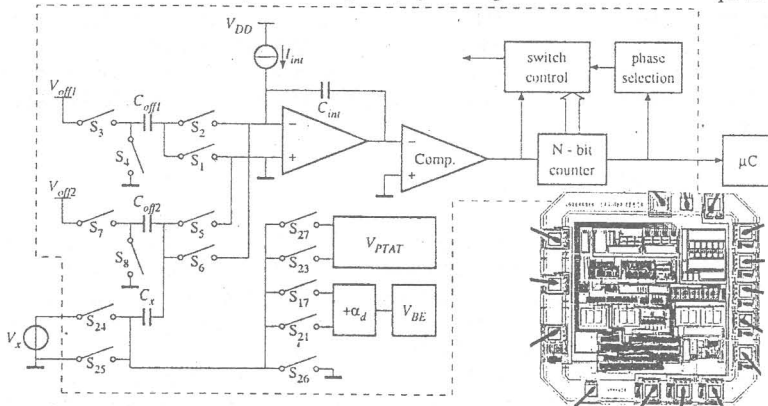 V_DD
I_int
switch
control
phase
selection
V_off1
C_off1
S_3
S_2
S_4
S_1
C_int
−
+
−
+
Comp.
N - bit
counter
μC
V_off2
C_off2
S_7
S_5
S_8
S_6
S_27
S_23
V_PTAT
C_x
S_17
S_21
+α_d
V_BE
V_x
S_24
S_25
S_26